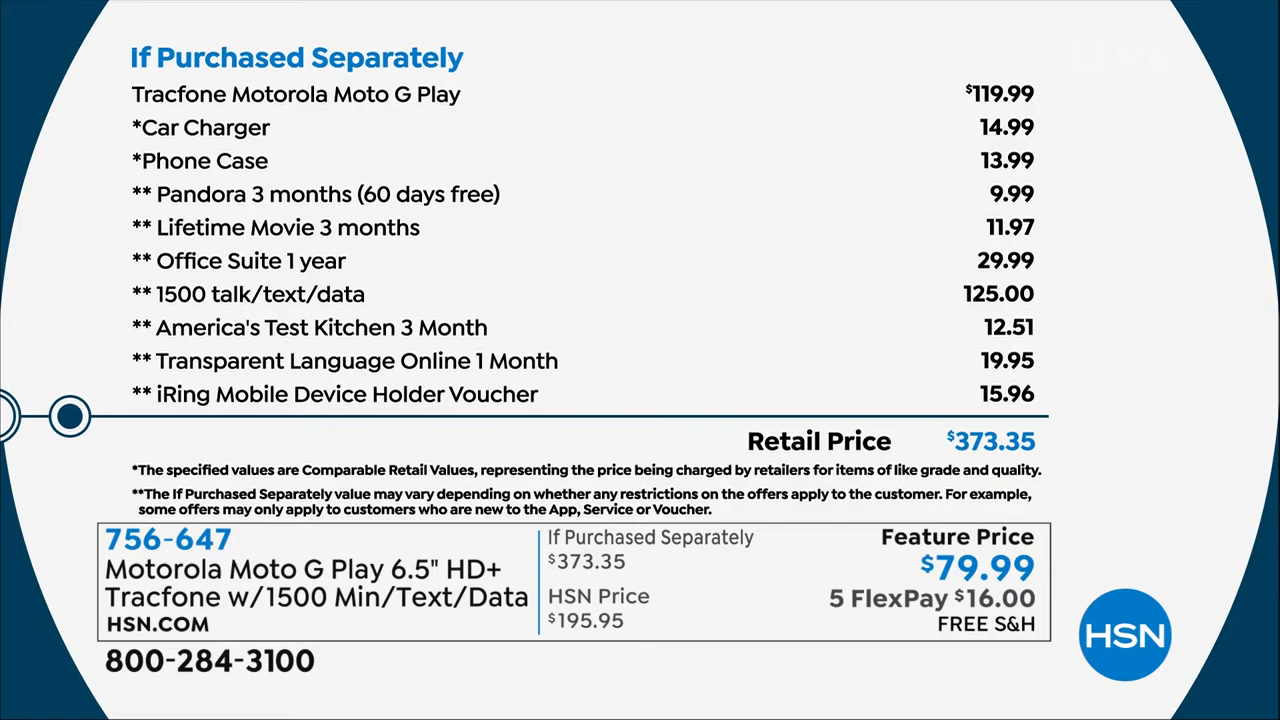 If Purchased Separately
Tracfone Motorola Moto G Play $119.99
*Car Charger 14.99
*Phone Case 13.99
** Pandora 3 months (60 days free) 9.99
** Lifetime Movie 3 months 11.97
** Office Suite 1 year 29.99
** 1500 talk/text/data 125.00
** America's Test Kitchen 3 Month 12.51
** Transparent Language Online 1 Month 19.95
** iRing Mobile Device Holder Voucher 15.96
Retail Price $373.35
*The specified values are Comparable Retail Values, representing the price being charged by retailers for items of like grade and quality.
**The If Purchased Separately value may vary depending on whether any restrictions on the offers apply to the customer. For example,
some offers may only apply to customers who are new to the App, Service or Voucher.
756-647
Motorola Moto G Play 6.5" HD+
Tracfone w/1500 Min/Text/Data
HSN.COM
If Purchased Separately
$373.35
HSN Price
$195.95
Feature Price
$79.99
5 FlexPay $16.00
FREE S&H
HSN
800-284-3100